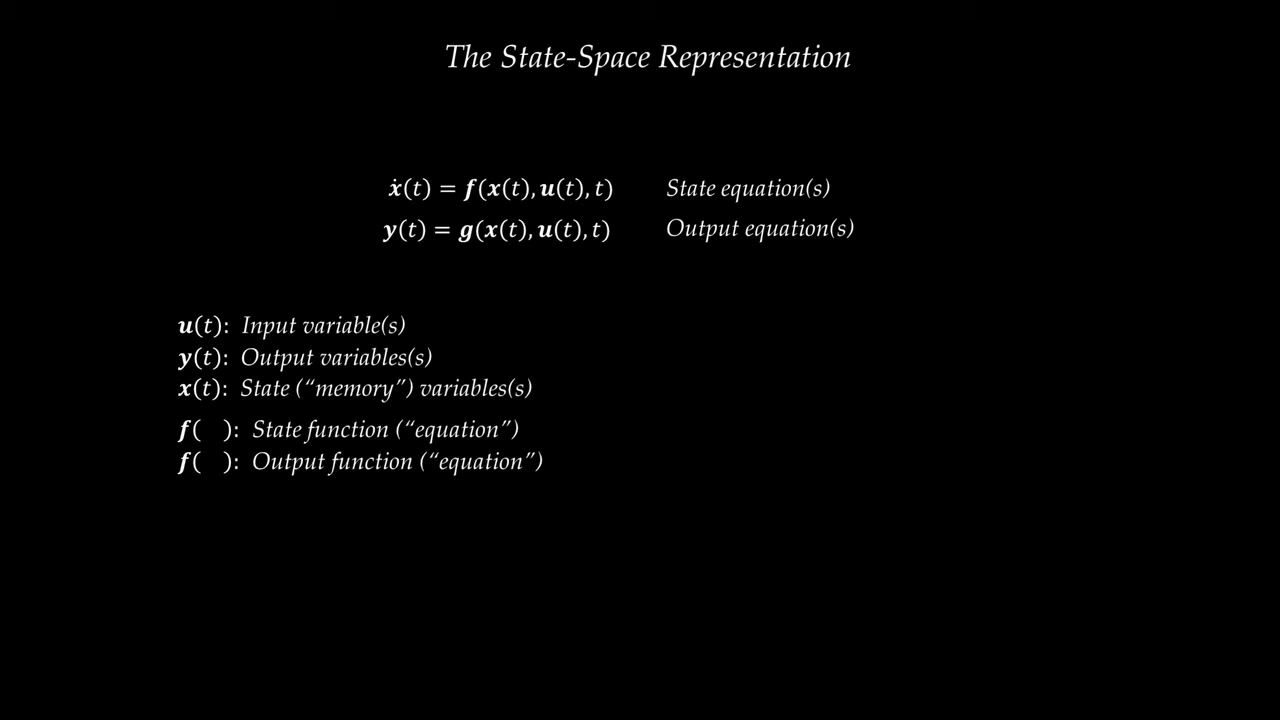 The State-Space Representation
ẋ(t) = f(x(t), u(t), t) State equation(s)
y(t) = g(x(t), u(t), t) Output equation(s)
u(t): Input variable(s)
y(t): Output variables(s)
x(t): State (“memory”) variables(s)
f( ): State function (“equation”)
f( ): Output function (“equation”)